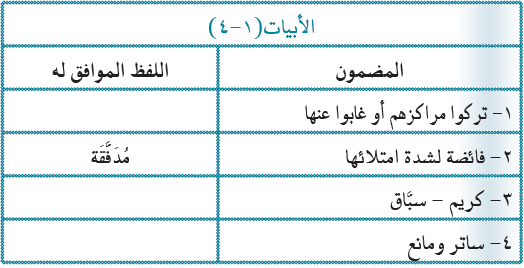 الأبيات(١-٤)
المضمون اللفظ الموافق له
١- تركوا مراكزهم أو غابوا عنها
٢- فائضة لشدة امتلائها مُدَفَّقَة
٣- كريم - سبَّاق
٤- ساتر ومانع